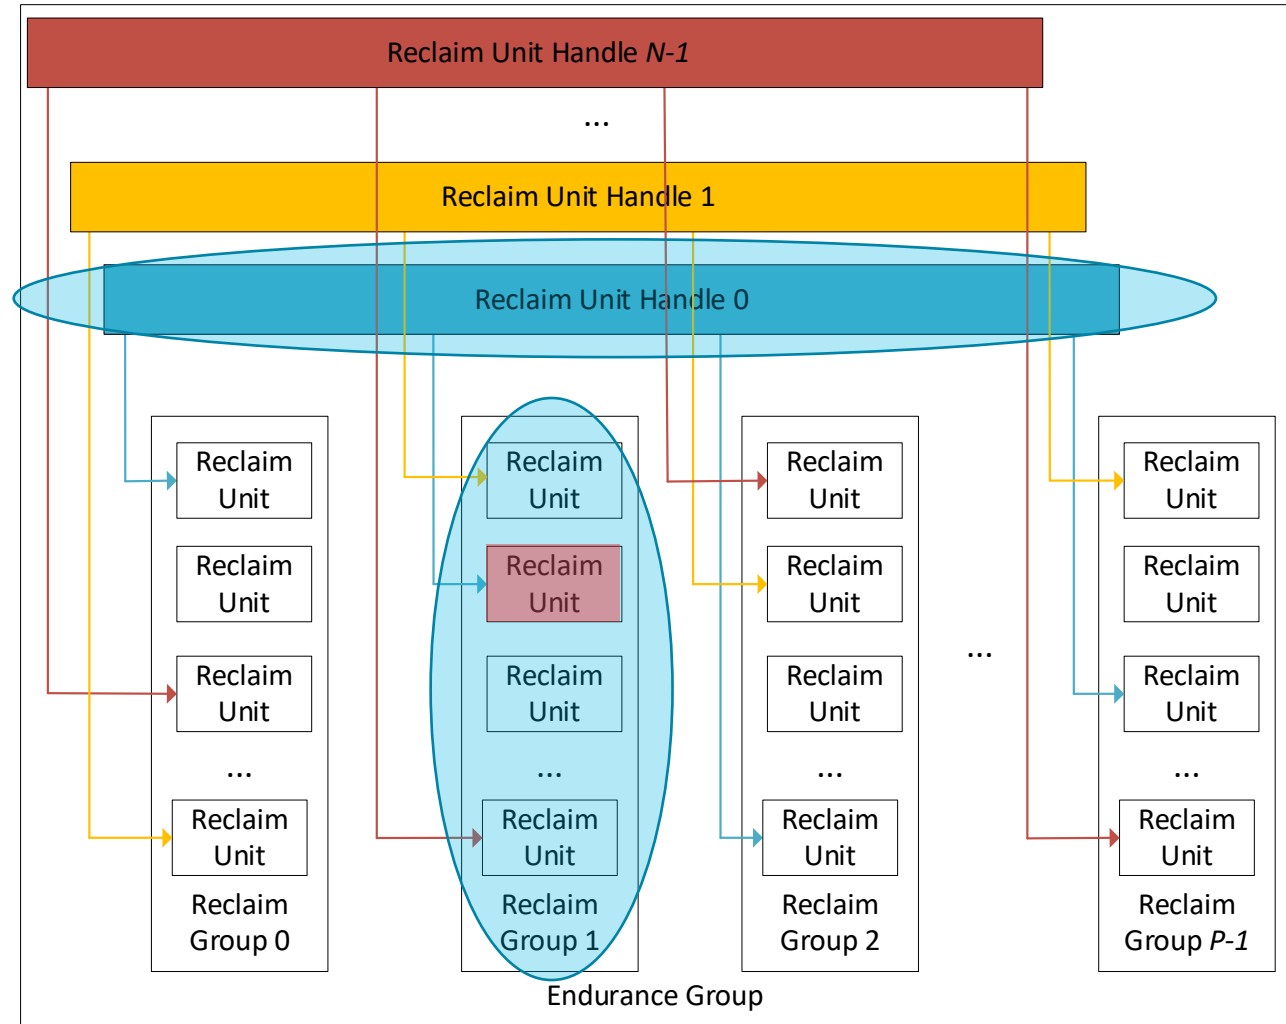 Reclaim Unit Handle N-1
...
Reclaim Unit Handle 1
Reclaim Unit Handle 0
Reclaim
Unit
Reclaim
Unit
Reclaim
Unit
...
Reclaim
Unit
Reclaim
Group 0
Reclaim
Unit
Reclaim
Unit
Reclaim
Unit
...
Reclaim
Unit
Reclaim
Group 1
Reclaim
Unit
Reclaim
Unit
Reclaim
Unit
...
Reclaim
Unit
Reclaim
Group 2
...
Reclaim
Unit
Reclaim
Unit
Reclaim
Unit
...
Reclaim
Unit
Reclaim
Group P-1
Endurance Group